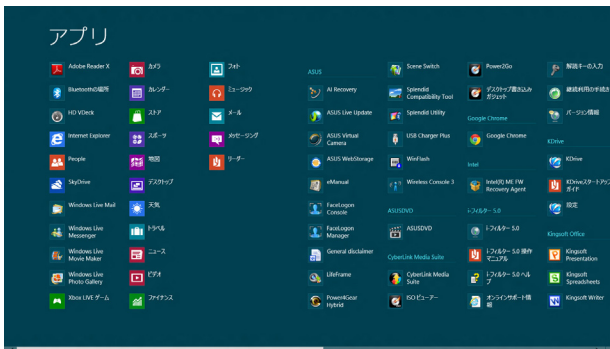 アプリ
Adobe Reader X
Bluetoothの場所
HD VDeck
Internet Explorer
People
SkyDrive
Windows Live Mail
Windows Live
Messenger
Windows Live
Movie Maker
Windows Live
Photo Gallery
Xbox LIVE ゲーム
カメラ
カレンダー
ストア
スポーツ
地図
デスクトップ
天気
トラベル
ニュース
ビデオ
ファイナンス
フォト
ミュージック
メール
メッセージング
リーダー
ASUS
AI Recovery
ASUS Live Update
ASUS Virtual
Camera
ASUS WebStorage
eManual
FaceLogon
Console
FaceLogon
Manager
General disclaimer
LifeFrame
Power4Gear
Hybrid
Scene Switch
Splendid
Compatibility Tool
Splendid Utility
USB Charger Plus
WinFlash
Wireless Console 3
ASUSDVD
ASUSDVD
CyberLink Media Suite
CyberLink Media
Suite
ISO ビューアー
Power2Go
デスクトップ書き込み
ガジェット
Google Chrome
Google Chrome
Intel
Intel(R) ME FW
Recovery Agent
i-フィルター 5.0
i-フィルター 5.0
i-フィルター 5.0 操作
マニュアル
i-フィルター 5.0 ヘル
プ
オンラインサポート情
報
解読キーの入力
継続利用の手続き
バージョン情報
KDrive
KDrive
KDriveスタートアッ
ガイド
設定
Kingsoft Office
Kingsoft
Presentation
Kingsoft
Spreadsheets
Kingsoft Writer